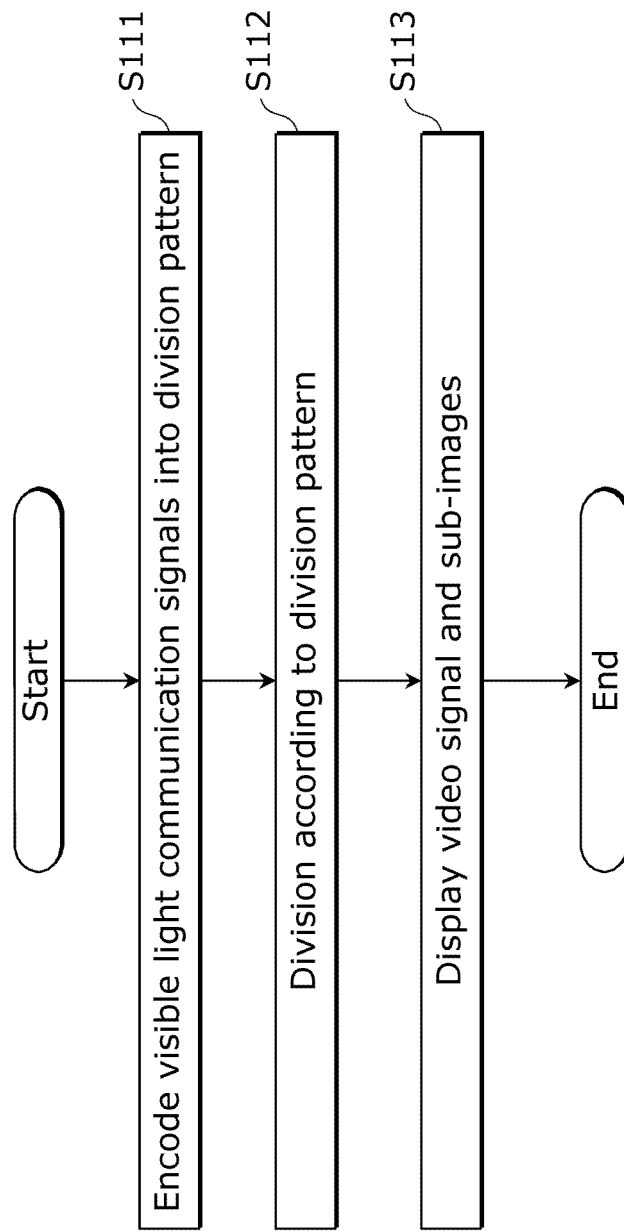 Start
S111
Encode visible light communication signals into division pattern
S112
Division according to division pattern
S113
Display video signal and sub-images
End